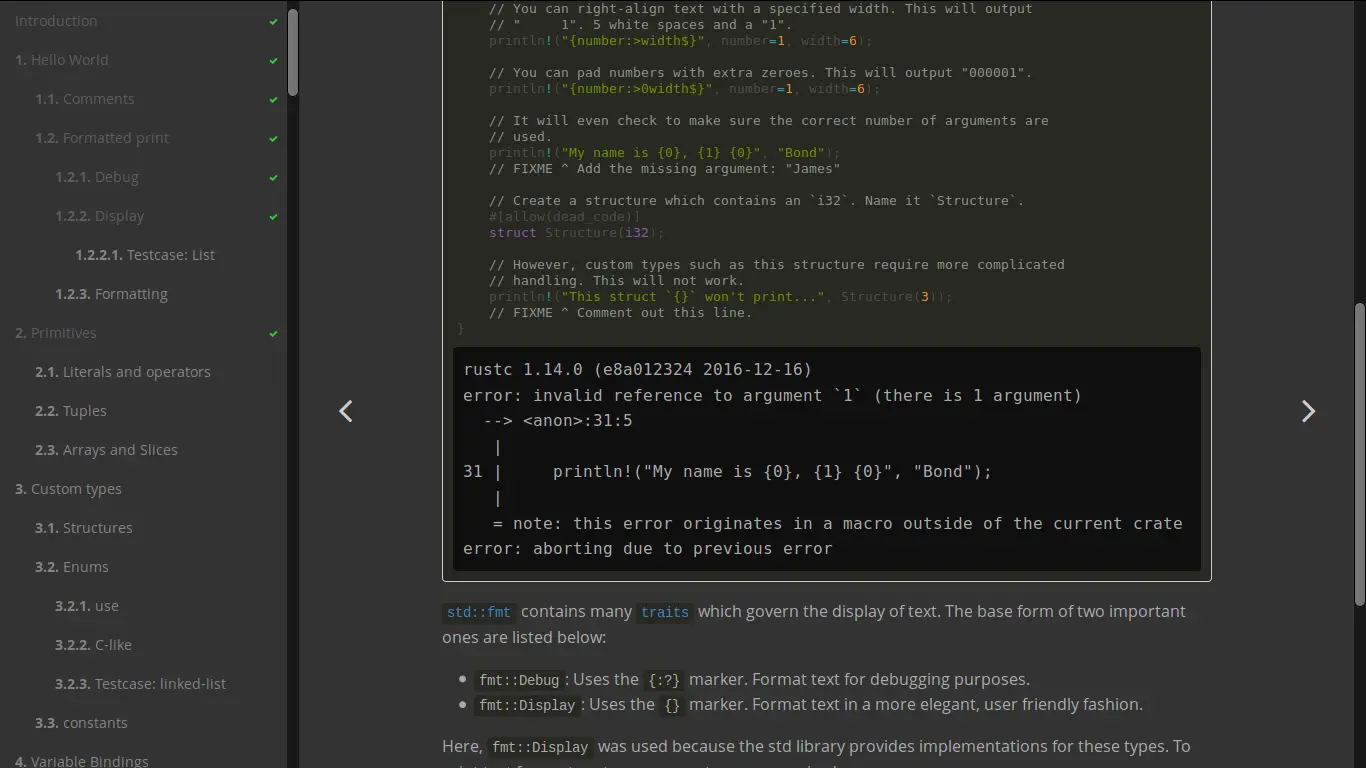 Introduction
1. Hello World
1.1. Comments
1.2. Formatted print
1.2.1. Debug
1.2.2. Display
1.2.2.1. Testcase: List
1.2.3. Formatting
2. Primitives
2.1. Literals and operators
2.2. Tuples
2.3. Arrays and Slices
3. Custom types
3.1. Structures
3.2. Enums
3.2.1. use
3.2.2. C-like
3.2.3. Testcase: linked-list
3.3. constants
4. Variable Bindings
// You can right-align text with a specified width. This will output
// "     1". 5 white spaces and a "1".
println!("{number:>width$}", number=1, width=6);
// You can pad numbers with extra zeroes. This will output "000001".
println!("{number:>0width$}", number=1, width=6);
// It will even check to make sure the correct number of arguments are
// used.
println!("My name is {0}, {1} {0}", "Bond");
// FIXME ^ Add the missing argument: "James"
// Create a structure which contains an `i32`. Name it `Structure`.
#[allow(dead_code)]
struct Structure(i32);
// However, custom types such as this structure require more complicated
// handling. This will not work.
println!("This struct `{}` won't print...", Structure(3));
// FIXME ^ Comment out this line.
}
rustc 1.14.0 (e8a012324 2016-12-16)
error: invalid reference to argument `1` (there is 1 argument)
--> <anon>:31:5
|
31 |     println!("My name is {0}, {1} {0}", "Bond");
|
= note: this error originates in a macro outside of the current crate
error: aborting due to previous error
std::fmt contains many traits which govern the display of text. The base form of two important
ones are listed below:
• fmt::Debug: Uses the {:?} marker. Format text for debugging purposes.
• fmt::Display: Uses the {} marker. Format text in a more elegant, user friendly fashion.
Here, fmt::Display was used because the std library provides implementations for these types. To